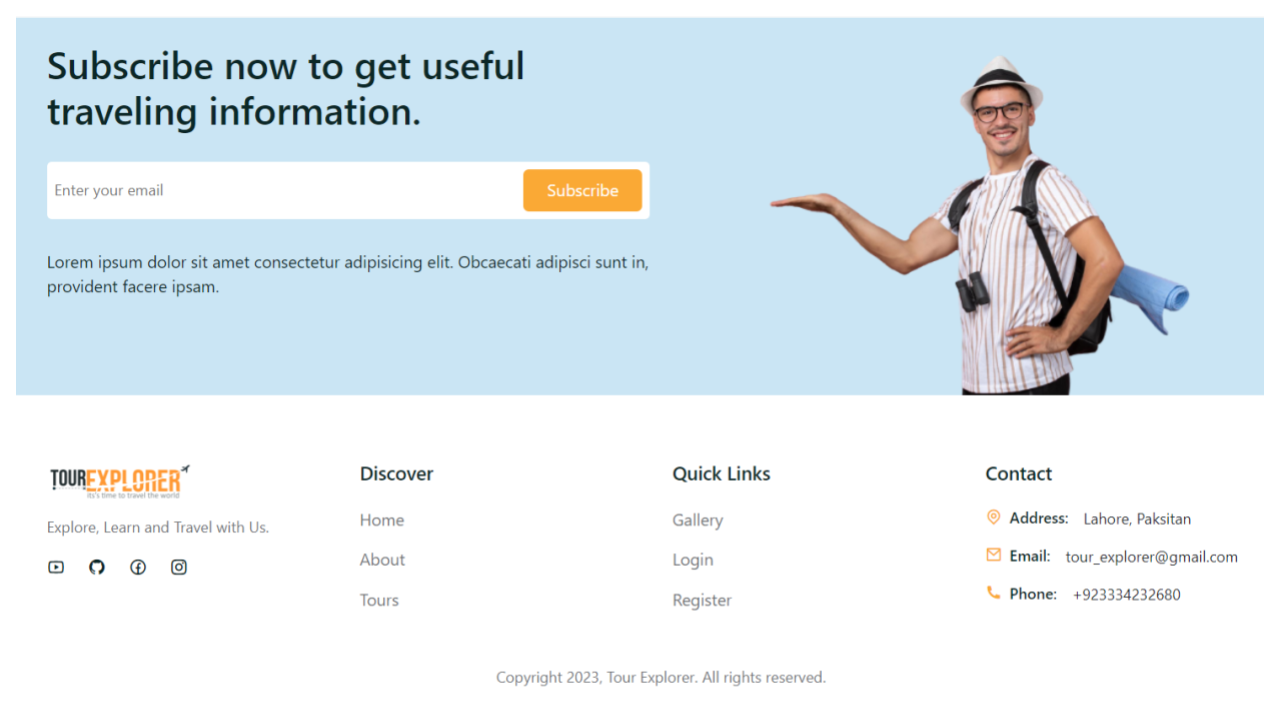 Subscribe now to get useful
traveling information.
Enter your email
Subscribe
Lorem ipsum dolor sit amet consectetur adipisicing elit. Obcaecati adipisci sunt in,
provident facere ipsam.
TOUREXPLORER
it's time to travel the world
Explore, Learn and Travel with Us.
Discover
Home
About
Tours
Quick Links
Gallery
Login
Register
Contact
Address: Lahore, Paksitan
Email: tour_explorer@gmail.com
Phone: +923334232680
Copyright 2023, Tour Explorer. All rights reserved.